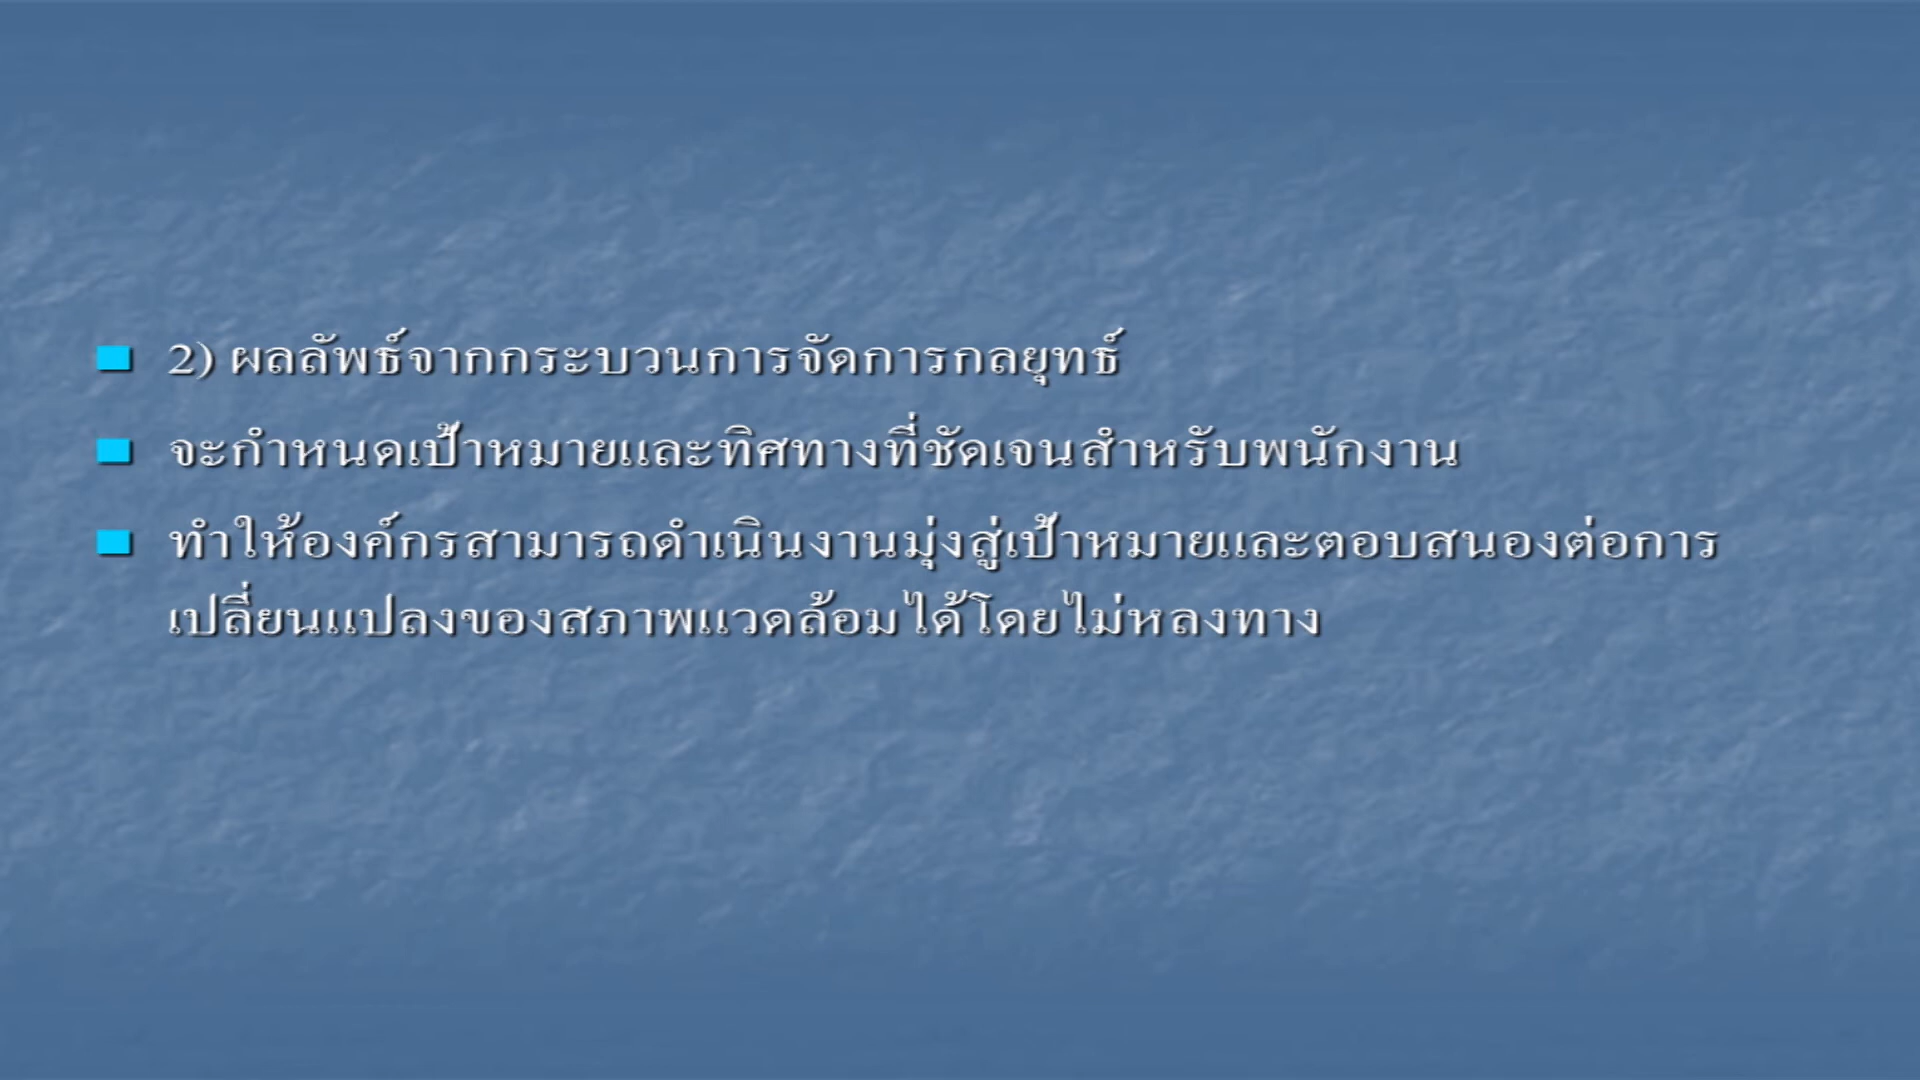 2) ผลลัพธ์จากกระบวนการจัดการกลยุทธ์
จะกำหนดเป้าหมายและทิศทางที่ชัดเจนสำหรับพนักงาน
ทำให้องค์กรสามารถดำเนินงานมุ่งสู่เป้าหมายและตอบสนองต่อการ
เปลี่ยนแปลงของสภาพแวดล้อมได้โดยไม่หลงทาง